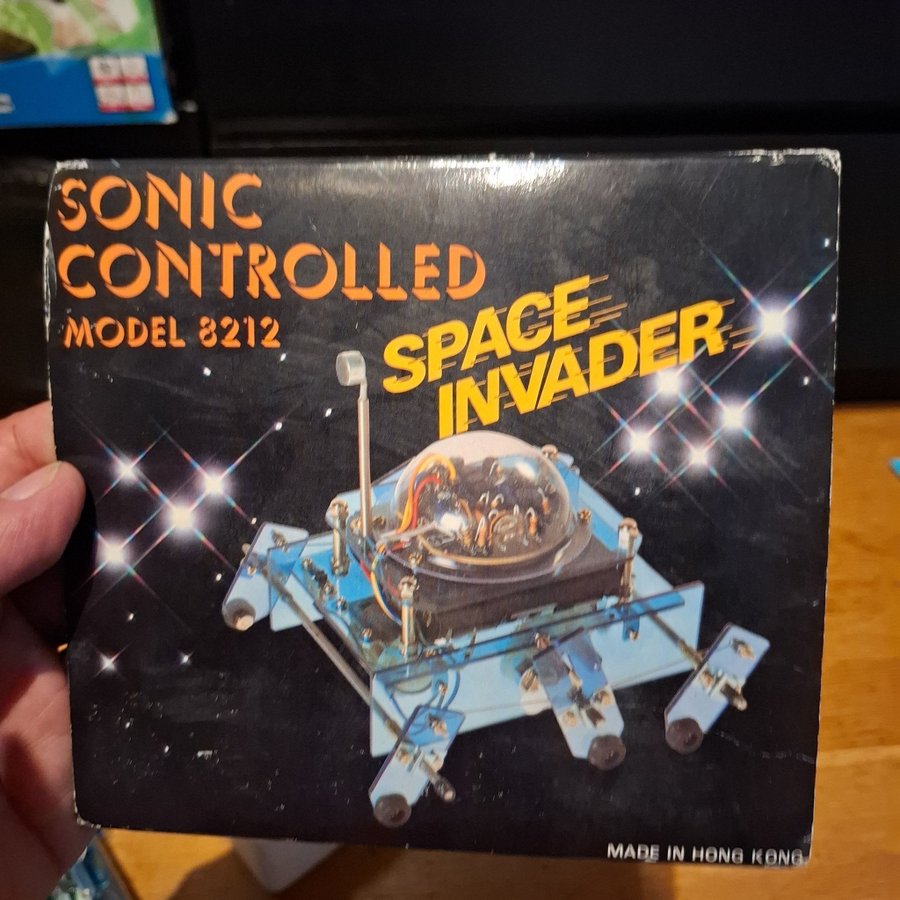 SONIC
CONTROLLED
MODEL 8212
SPACE
INVADER
MADE IN HONG KONG